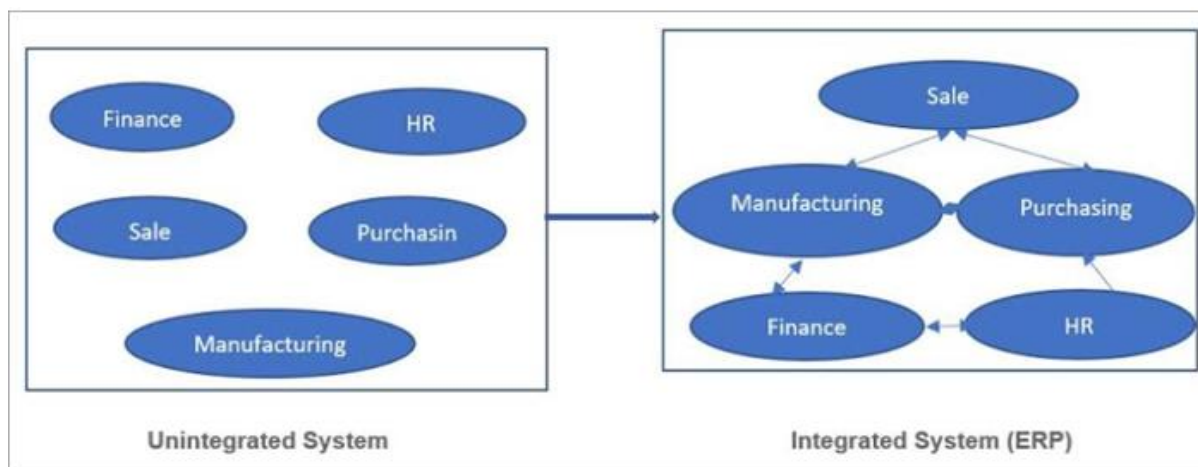 Finance
HR
Sale
Purchasin
Manufacturing
Unintegrated System
Sale
Manufacturing
Purchasing
Finance
HR
Integrated System (ERP)